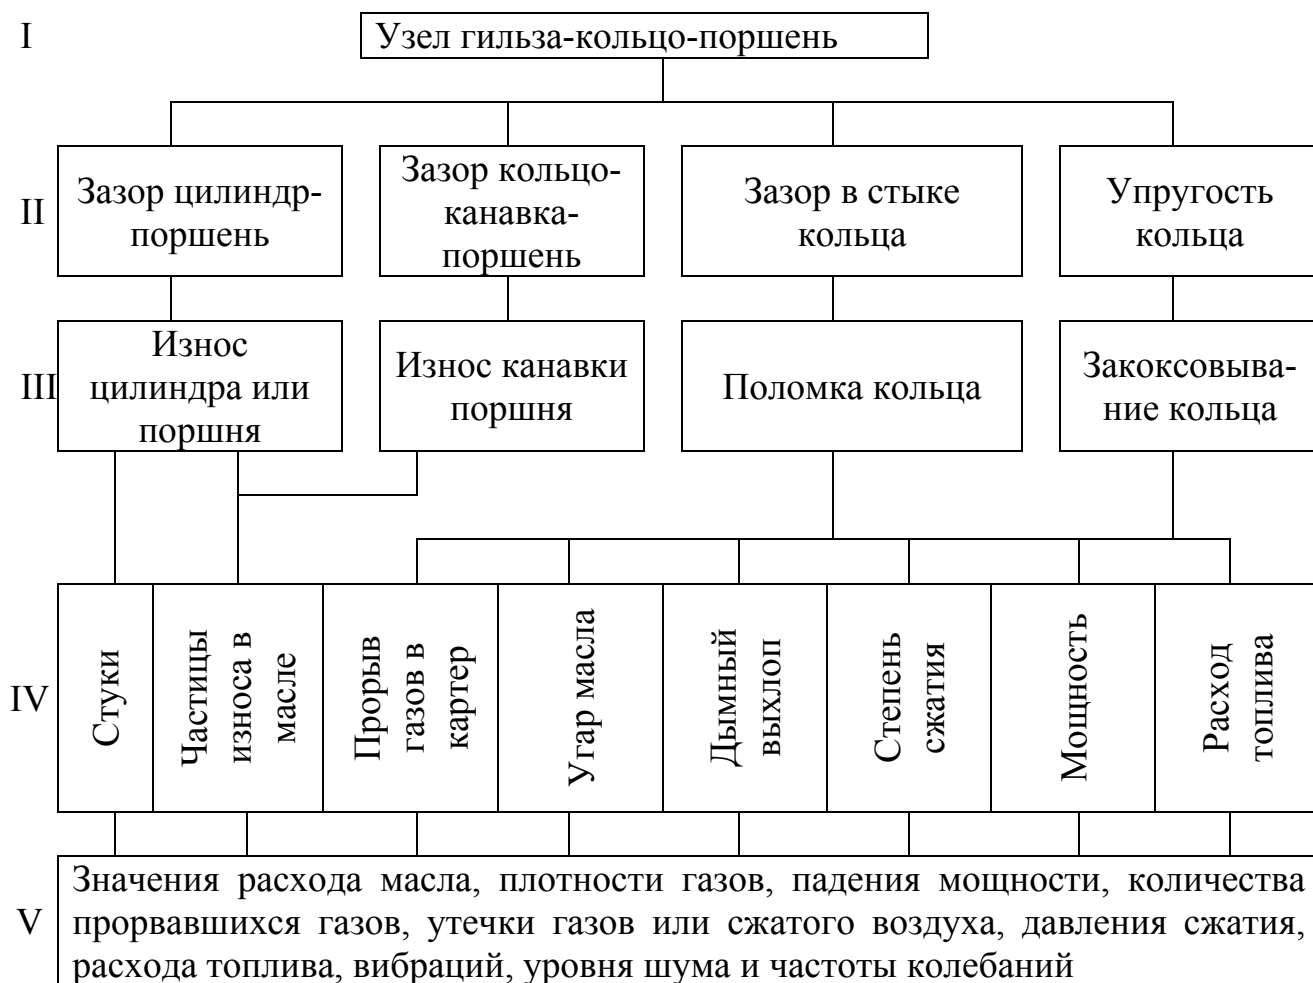 I
Узел гильза-кольцо-поршень
II
Зазор цилиндр-
поршень
Зазор кольцо-
канавка-
поршень
Зазор в стыке
кольца
Упругость
кольца
III
Износ
цилиндра или
поршня
Износ канавки
поршня
Поломка кольца
Закоксовыва-
ние кольца
IV
Стуки
Частицы
износа в
масле
Прорыв
газов в
картер
Угар масла
Дымный
выхлоп
Степень
сжатия
Мощность
Расход
топлива
V
Значения расхода масла, плотности газов, падения мощности, количества
прорвавшихся газов, утечки газов или сжатого воздуха, давления сжатия,
расхода топлива, вибраций, уровня шума и частоты колебаний